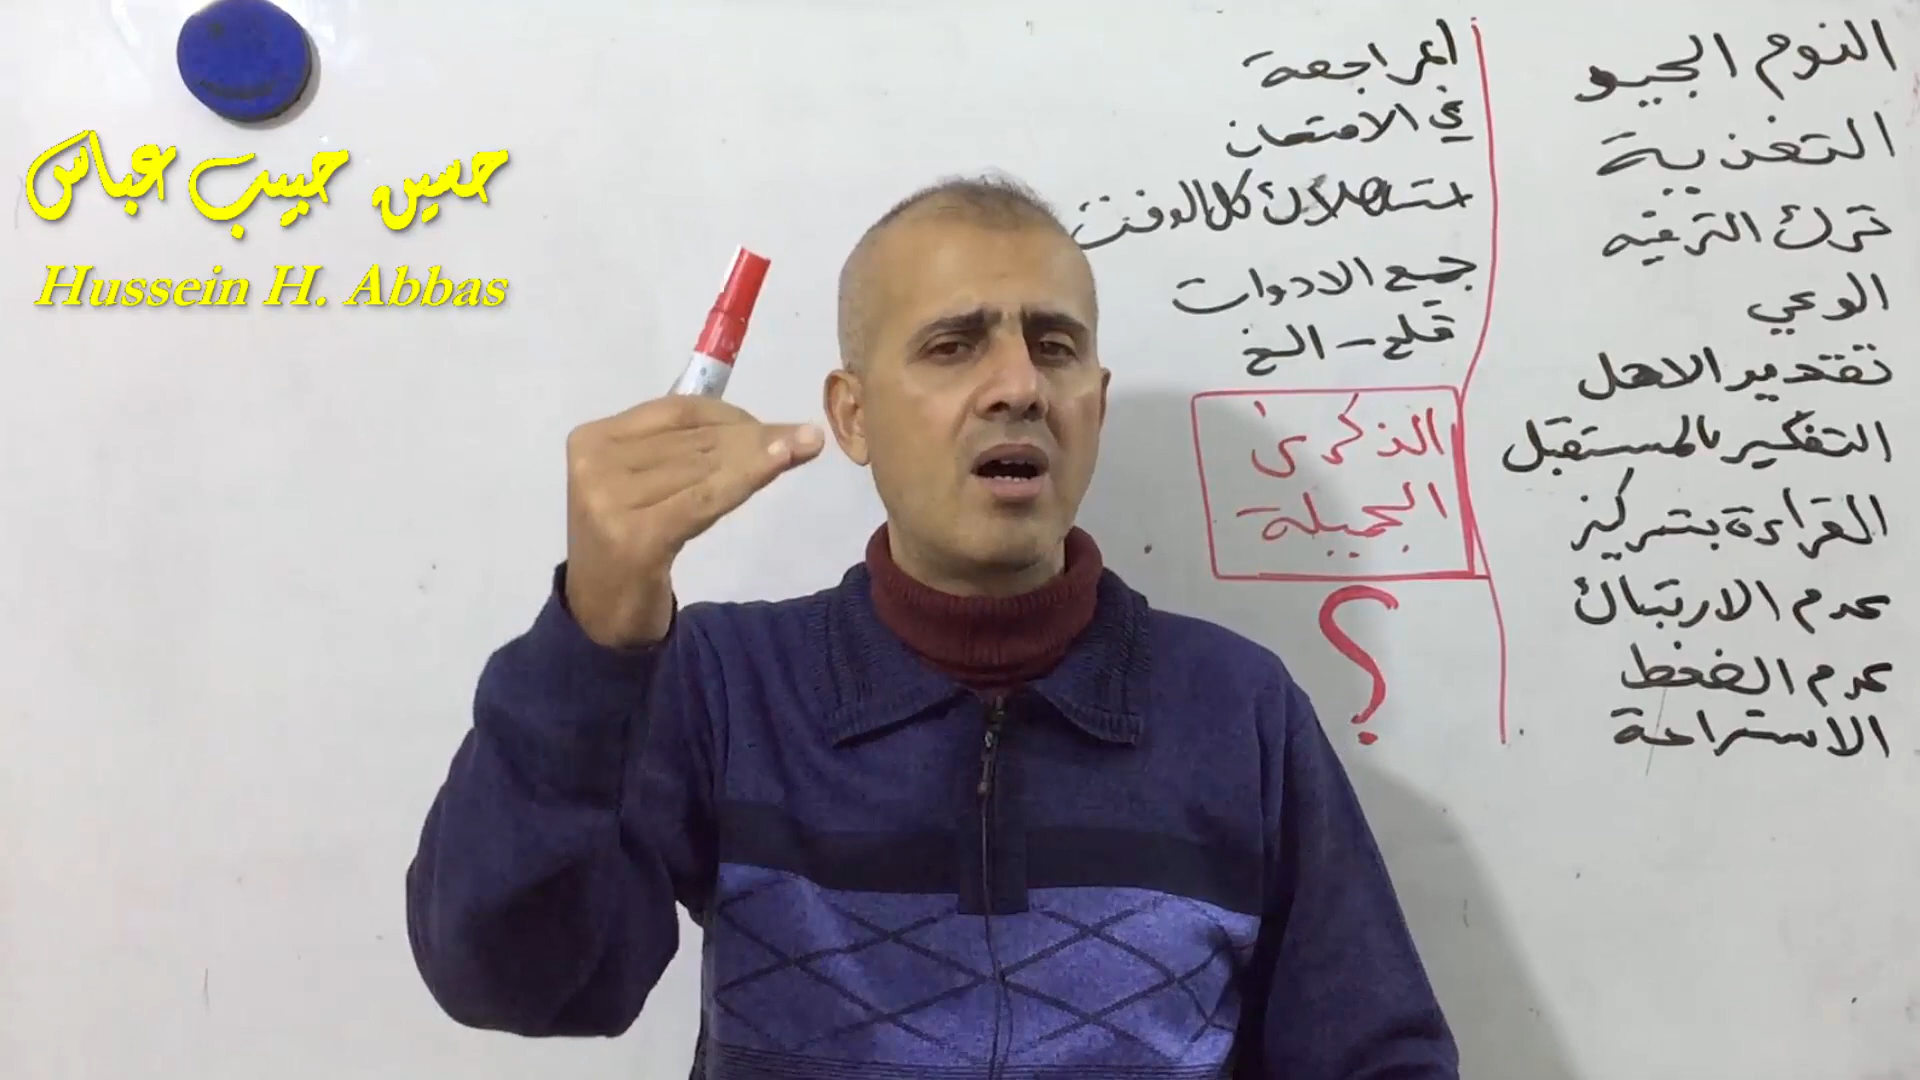 النوم الجيد
التغذية
ترك الترفيه
الوعي
تقدير الاهل
التفكير بالمستقبل
القراءة بتركيز
عدم الارتباك
عدم الضغط
الاستراحة
المراجعة
في الامتحان
استهلاك كل الوقت
جمع الادوات
قلم - الخ
الذكرى
الجميلة
؟
حسين حبيب عباس
Hussein H. Abbas